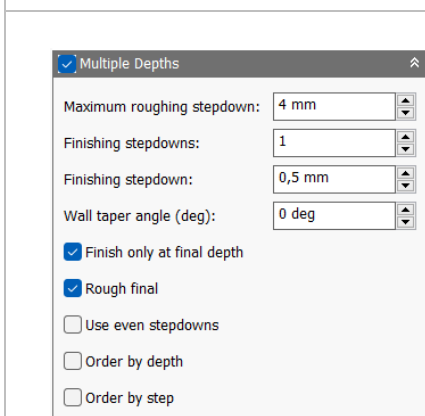 Multiple Depths
Maximum roughing stepdown: 4 mm
Finishing stepdowns: 1
Finishing stepdown: 0,5 mm
Wall taper angle (deg): 0 deg
Finish only at final depth
Rough final
Use even stepdowns
Order by depth
Order by step